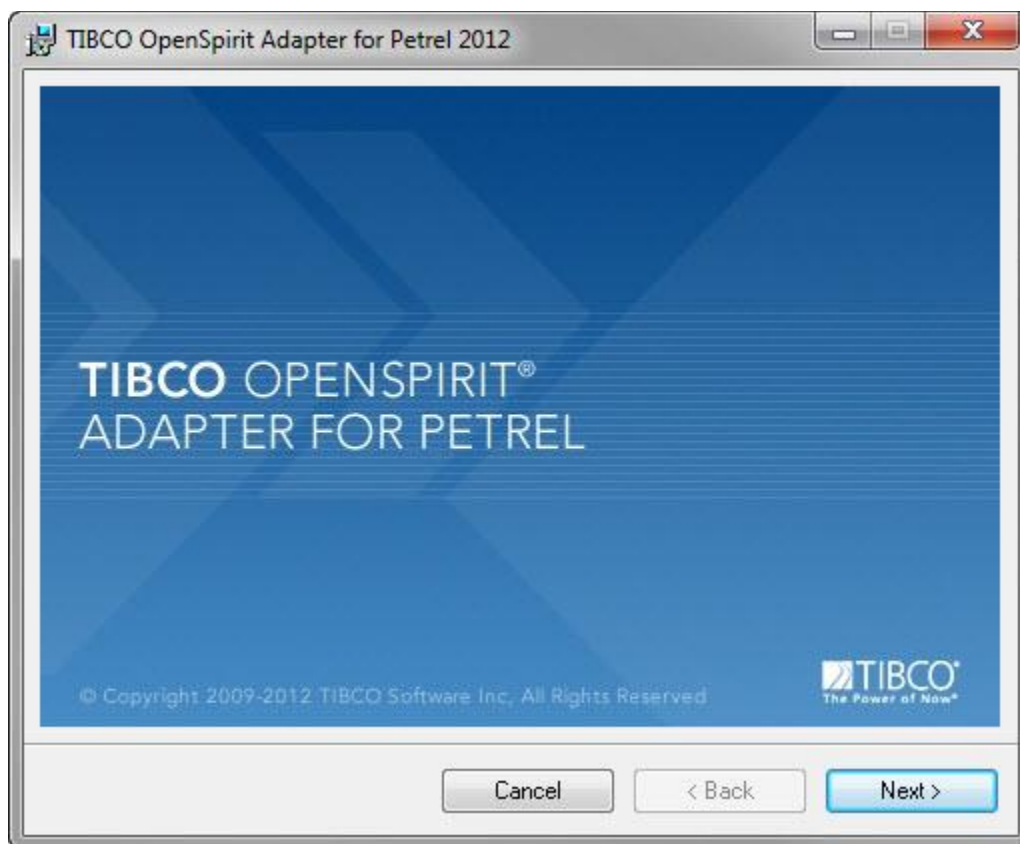 TIBCO OpenSpirit Adapter for Petrel 2012
TIBCO OPENSPIRIT®
ADAPTER FOR PETREL
© Copyright 2009-2012 TIBCO Software Inc, All Rights Reserved
TIBCO®
The Power of Now®
Cancel
< Back
Next >